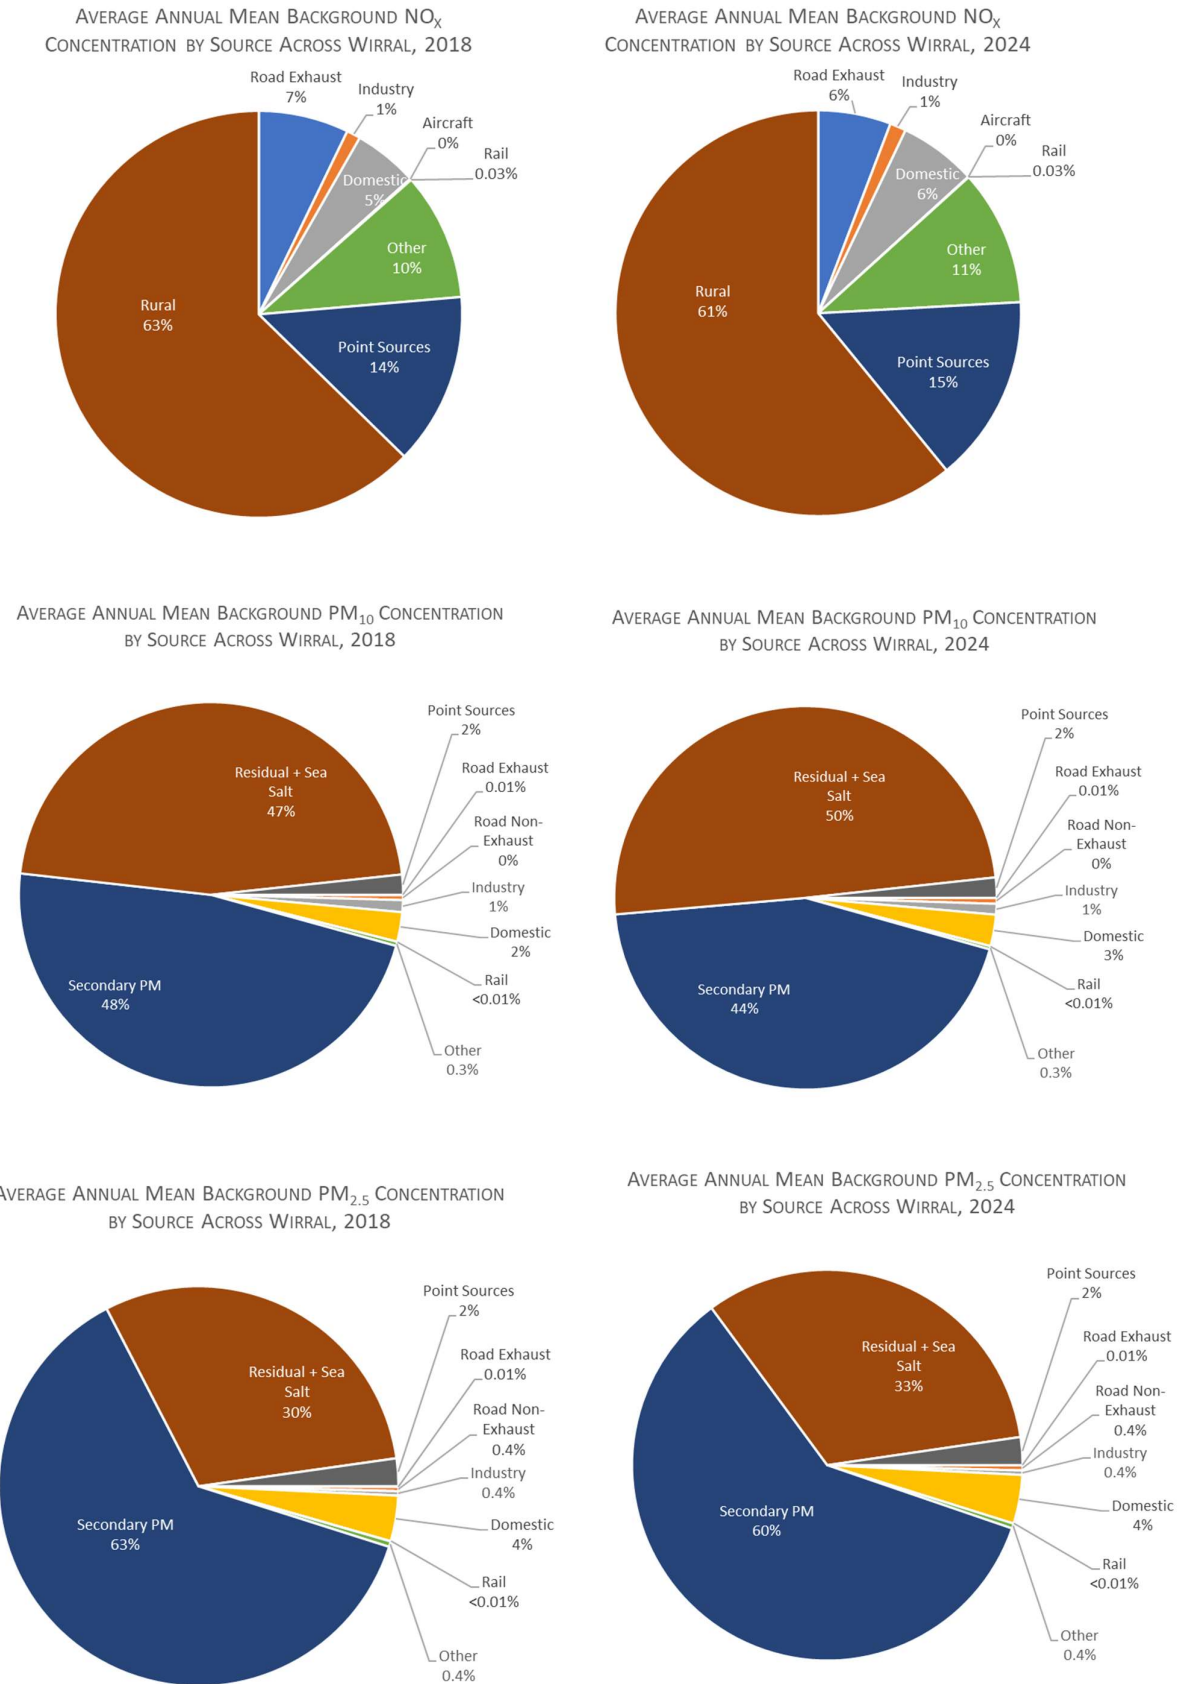 AVERAGE ANNUAL MEAN BACKGROUND NOX
CONCENTRATION BY SOURCE ACROSS WIRRAL, 2018
Road Exhaust
7%
Industry
1%
Aircraft
0%
Rail
0.03%
Domestic
5%
Other
10%
Point Sources
14%
Rural
63%
AVERAGE ANNUAL MEAN BACKGROUND NOX
CONCENTRATION BY SOURCE ACROSS WIRRAL, 2024
Road Exhaust
6%
Industry
1%
Aircraft
0%
Rail
0.03%
Domestic
6%
Other
11%
Point Sources
15%
Rural
61%
AVERAGE ANNUAL MEAN BACKGROUND PM10 CONCENTRATION
BY SOURCE ACROSS WIRRAL, 2018
Point Sources
2%
Road Exhaust
0.01%
Road Non-
Exhaust
0%
Industry
1%
Domestic
2%
Rail
<0.01%
Other
0.3%
Secondary PM
48%
Residual + Sea
Salt
47%
AVERAGE ANNUAL MEAN BACKGROUND PM10 CONCENTRATION
BY SOURCE ACROSS WIRRAL, 2024
Point Sources
2%
Road Exhaust
0.01%
Road Non-
Exhaust
0%
Industry
1%
Domestic
3%
Rail
<0.01%
Other
0.3%
Secondary PM
44%
Residual + Sea
Salt
50%
AVERAGE ANNUAL MEAN BACKGROUND PM2.5 CONCENTRATION
BY SOURCE ACROSS WIRRAL, 2018
Point Sources
2%
Road Exhaust
0.01%
Road Non-
Exhaust
0.4%
Industry
0.4%
Domestic
4%
Rail
<0.01%
Other
0.4%
Secondary PM
63%
Residual + Sea
Salt
30%
AVERAGE ANNUAL MEAN BACKGROUND PM2.5 CONCENTRATION
BY SOURCE ACROSS WIRRAL, 2024
Point Sources
2%
Road Exhaust
0.01%
Road Non-
Exhaust
0.4%
Industry
0.4%
Domestic
4%
Rail
<0.01%
Other
0.4%
Secondary PM
60%
Residual + Sea
Salt
33%